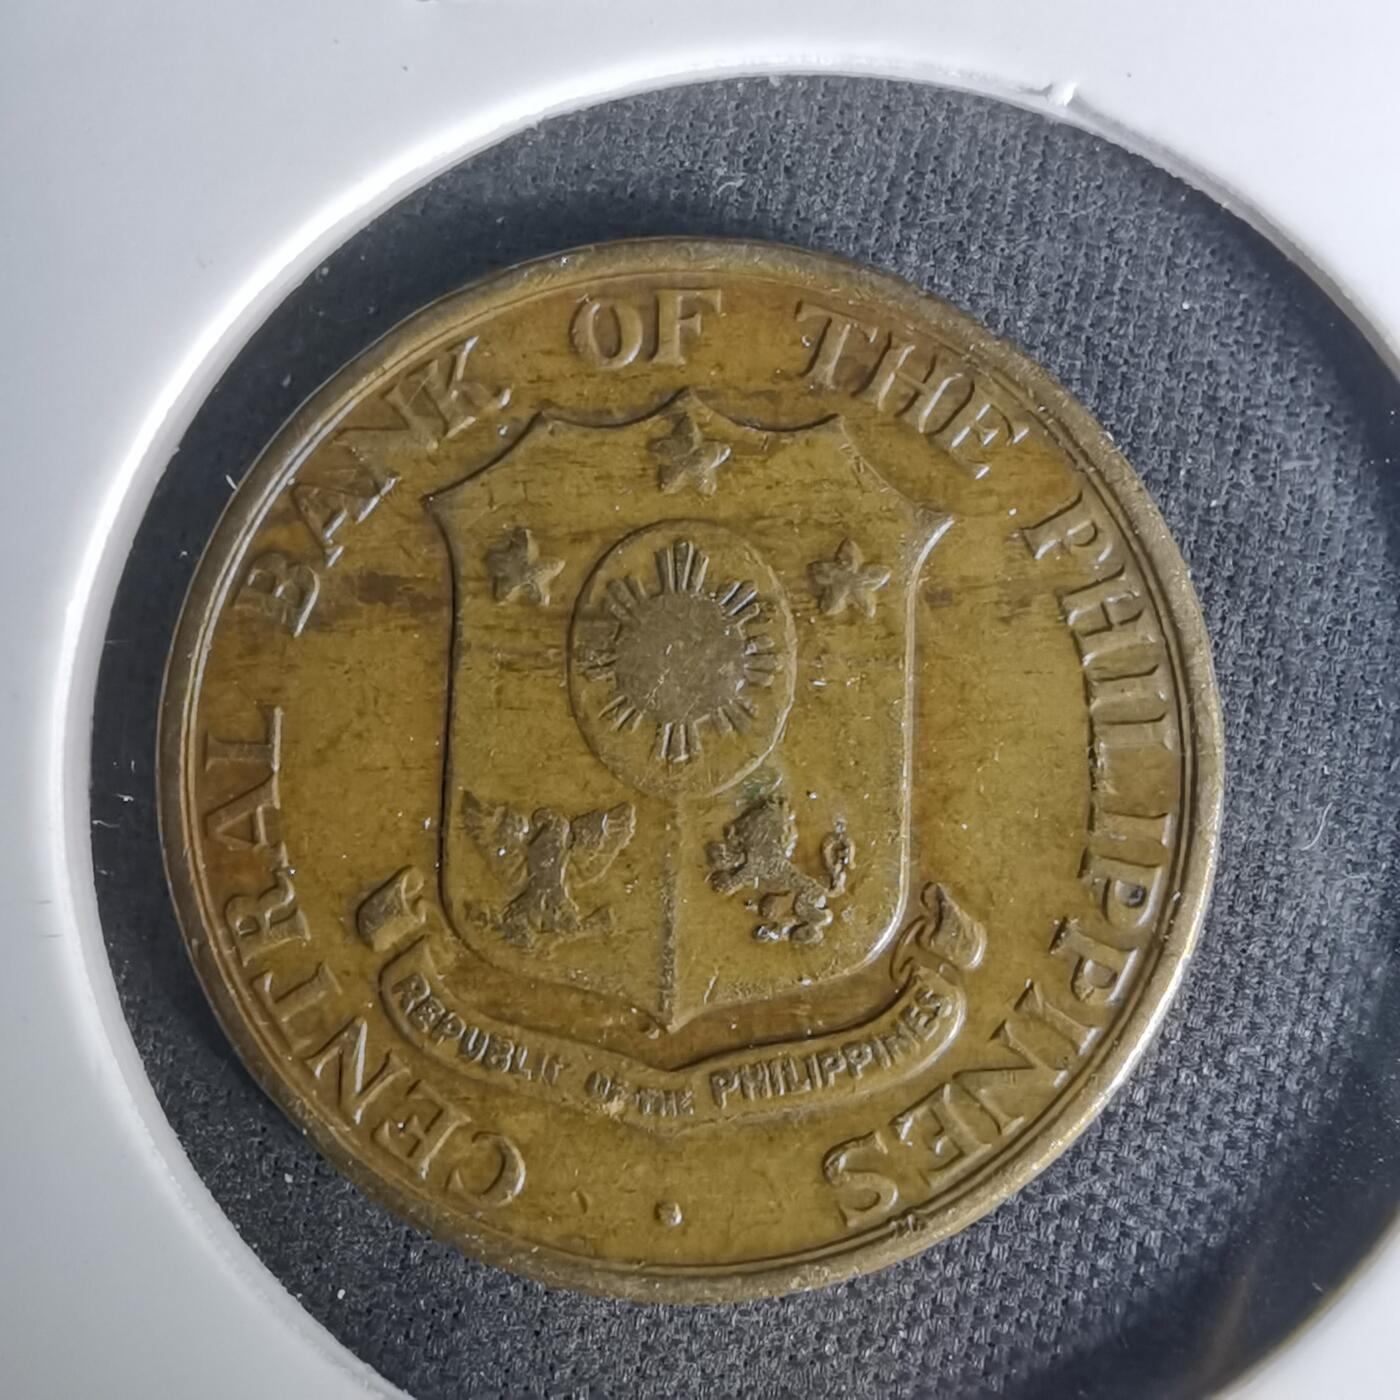 CENTRAL BANK OF THE PHILIPPINES
REPUBLIC OF THE PHILIPPINES